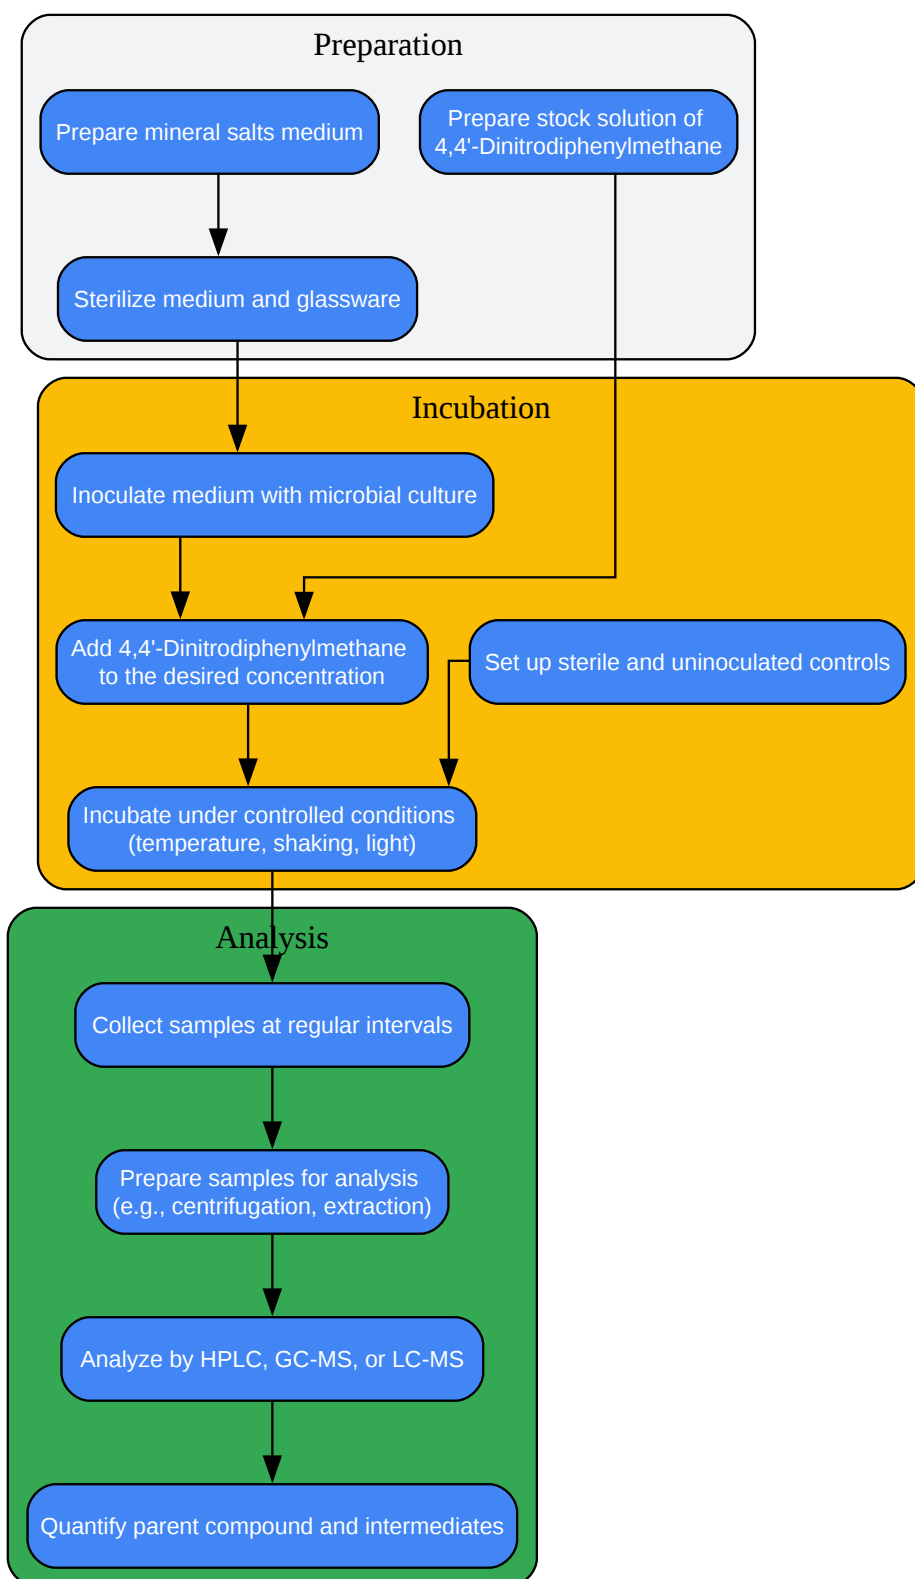 Preparation
Prepare mineral salts medium
Prepare stock solution of
4,4'-Dinitrodiphenylmethane
Sterilize medium and glassware
Incubation
Inoculate medium with microbial culture
Add 4,4'-Dinitrodiphenylmethane
to the desired concentration
Set up sterile and uninoculated controls
Incubate under controlled conditions
(temperature, shaking, light)
Analysis
Collect samples at regular intervals
Prepare samples for analysis
(e.g., centrifugation, extraction)
Analyze by HPLC, GC-MS, or LC-MS
Quantify parent compound and intermediates